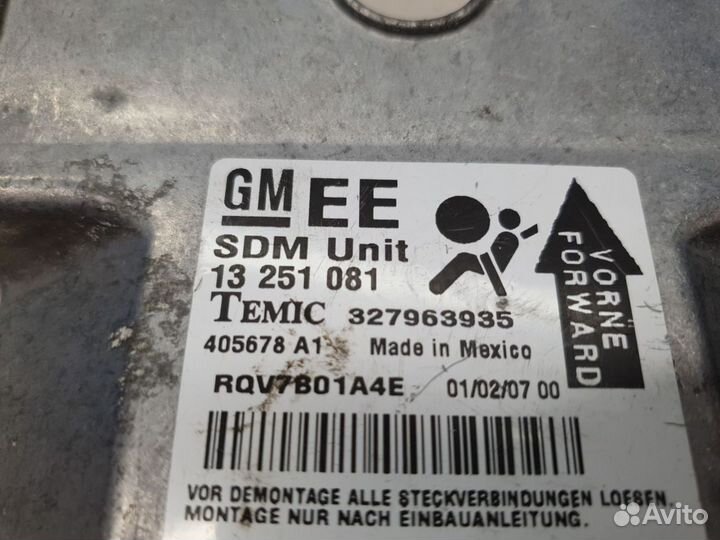 GM EE
SDM Unit
13 251 081
TEMIC 327963935
405678 A1 Made in Mexico
RQV7B01A4E 01/02/07 00
VORNE
FORWARD
VOR DEMONTAGE ALLE STECKVERBINDUNGEN LOESEN
MONTAGE NUR NACH EINBAUANLEITUNG.
Avito